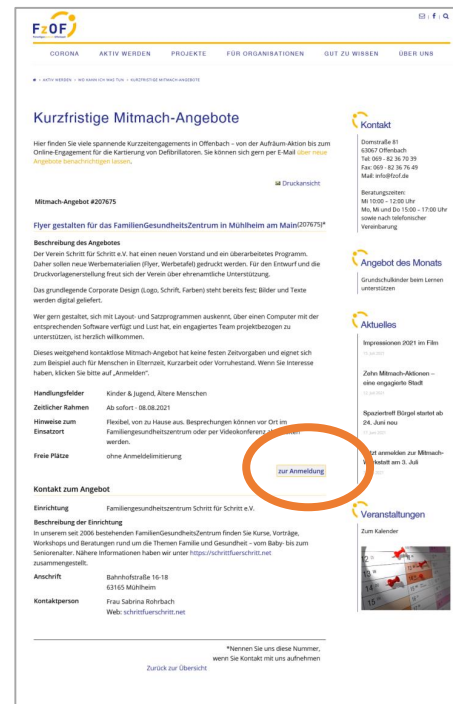 FzOF
CORONA AKTIV WERDEN PROJEKTE FÜR ORGANISATIONEN GUT ZU WISSEN ÜBER UNS
> AKTIV WERDEN > WO KANN ICH WAS TUN > KURZFRISTIGE MITMACH-ANGEBOTE
Kurzfristige Mitmach-Angebote
Hier finden Sie viele spannende Kurzzeitengagements in Offenbach – von der Aufräum-Aktion bis zum
Online-Engagement für die Kartierung von Defibrillatoren. Sie können sich gern per E-Mail über neue
Angebote benachrichtigen lassen.
Druckansicht
Mitmach-Angebot #207675
Flyer gestalten für das FamilienGesundheitsZentrum in Mühlheim am Main(207675)*
Beschreibung des Angebotes
Der Verein Schritt für Schritt e.V. hat einen neuen Vorstand und ein überarbeitetes Programm.
Daher sollen neue Werbematerialien (Flyer, Werbetafel) gedruckt werden. Für den Entwurf und die
Druckvorlagenerstellung freut sich der Verein über ehrenamtliche Unterstützung.
Das grundlegende Corporate Design (Logo, Schrift, Farben) steht bereits fest; Bilder und Texte
werden digital geliefert.
Wer gern gestaltet, sich mit Layout- und Satzprogrammen auskennt, über einen Computer mit der
entsprechenden Software verfügt und Lust hat, ein engagiertes Team projektbezogen zu
unterstützen, ist herzlich willkommen.
Dieses weitgehend kontaktlose Mitmach-Angebot hat keine festen Zeitvorgaben und eignet sich
zum Beispiel auch für Menschen in Elternzeit, Kurzarbeit oder Vorruhestand. Wenn Sie Interesse
haben, klicken Sie bitte auf „Anmelden“.
Handlungsfelder Kinder & Jugend, Ältere Menschen
Zeitlicher Rahmen Ab sofort - 08.08.2021
Hinweise zum Einsatzort Flexibel, von zu Hause aus. Besprechungen können vor Ort im
Familiengesundheitszentrum oder per Videokonferenz
werden.
Freie Plätze ohne Anmeldelimitierung
zur Anmeldung
Kontakt zum Angebot
Einrichtung Familiengesundheitszentrum Schritt für Schritt e.V.
Beschreibung der Einrichtung
In unserem seit 2006 bestehenden FamilienGesundheitsZentrum finden Sie Kurse, Vorträge,
Workshops und Beratungen rund um die Themen Familie und Gesundheit – vom Baby- bis zum
Seniorenalter. Nähere Informationen haben wir unter https://schrittfuerschritt.net
zusammengestellt.
Anschrift Bahnhofstraße 16-18
63165 Mühlheim
Kontaktperson Frau Sabrina Rohrbach
Web: schrittfuerschritt.net
*Nennen Sie uns diese Nummer,
wenn Sie Kontakt mit uns aufnehmen
Zurück zur Übersicht
Kontakt
Domstraße 81
63067 Offenbach
Tel: 069 - 82 36 70 39
Fax: 069 - 82 36 76 49
Mail: info@fzof.de
Beratungszeiten:
Mi 10:00 – 12:00 Uhr
Mo, Mi und Do 15:00 – 17:00 Uhr
sowie nach telefonischer
Vereinbarung
Angebot des Monats
Grundschulkinder beim Lernen
unterstützen
Aktuelles
Impressionen 2021 im Film
Zehn Mitmach-Aktionen –
eine engagierte Stadt
Spaziertreff Bürgel startet ab
24. Juni neu
anmelden zur Mitmach-
am 3. Juli
Veranstaltungen
Zum Kalender